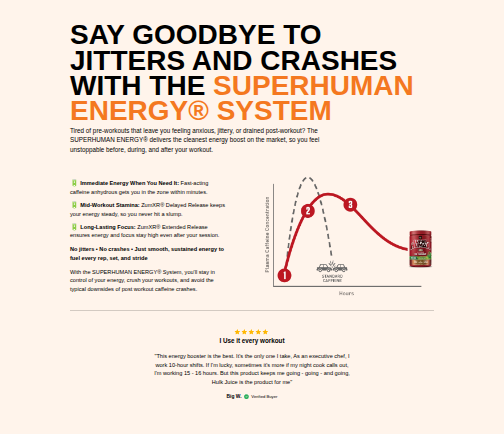 SAY GOODBYE TO
JITTERS AND CRASHES
WITH THE SUPERHUMAN
ENERGY® SYSTEM
Tired of pre-workouts that leave you feeling anxious, jittery, or drained post-workout? The
SUPERHUMAN ENERGY® delivers the cleanest energy boost on the market, so you feel
unstoppable before, during, and after your workout.
Immediate Energy When You Need It: Fast-acting
caffeine anhydrous gets you in the zone within minutes.
Mid-Workout Stamina: ZumXR® Delayed Release keeps
your energy steady, so you never hit a slump.
Long-Lasting Focus: ZumXR® Extended Release
ensures energy and focus stay high even after your session.
No jitters • No crashes • Just smooth, sustained energy to
fuel every rep, set, and stride
With the SUPERHUMAN ENERGY® System, you'll stay in
control of your energy, crush your workouts, and avoid the
typical downsides of post workout caffeine crashes.
Plasma Caffeine Concentration
1
2
3
STANDARD
CAFFEINE
Hours
★★★★★
I Use it every workout
"This energy booster is the best. It's the only one I take, As an executive chef, I
work 10-hour shifts. If I'm lucky, sometimes it's more if my night cook calls out,
I'm working 15 - 16 hours. But this product keeps me going - going - and going.
Hulk Juice is the product for me"
Big W. Verified Buyer